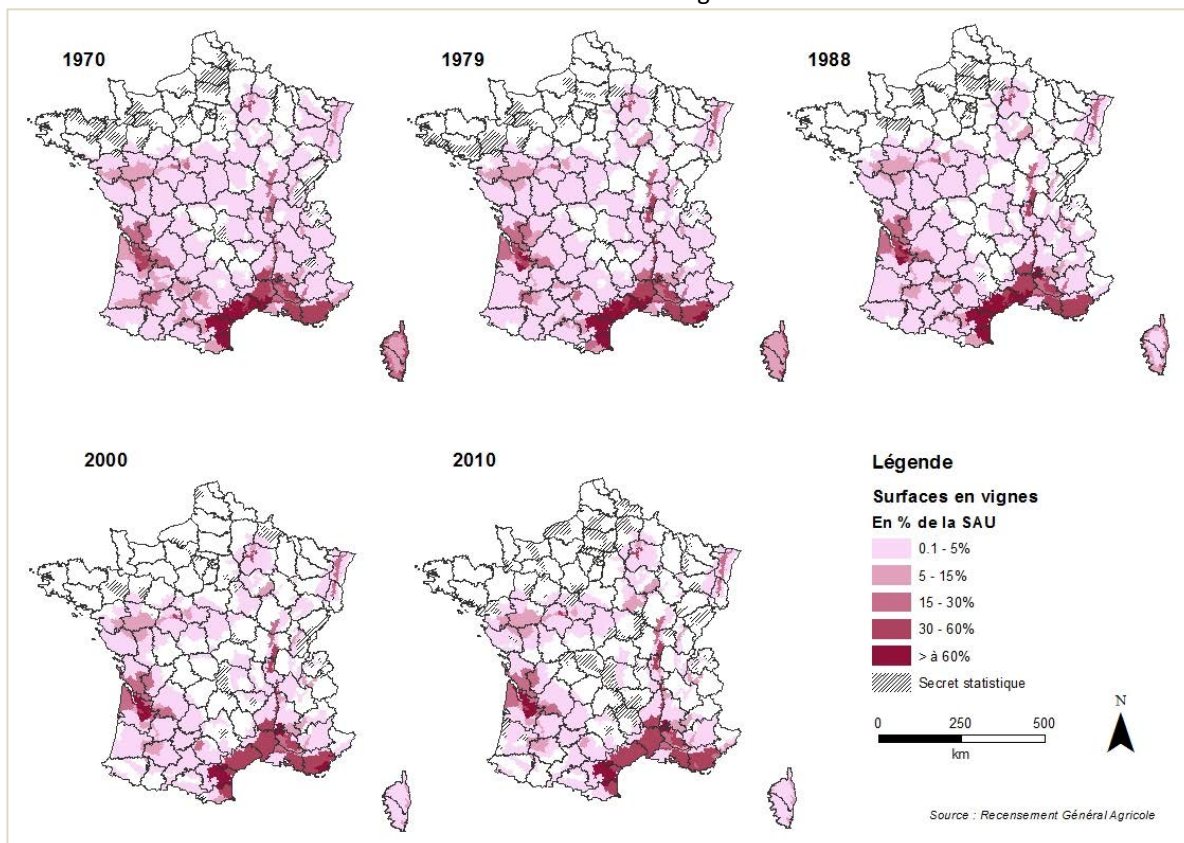 1970
1979
1988
2000
2010
Légende
Surfaces en vignes
En % de la SAU
0.1 - 5%
5 - 15%
15 - 30%
30 - 60%
> à 60%
Secret statistique
N
0 250 500
km
Source : Recensement Général Agricole